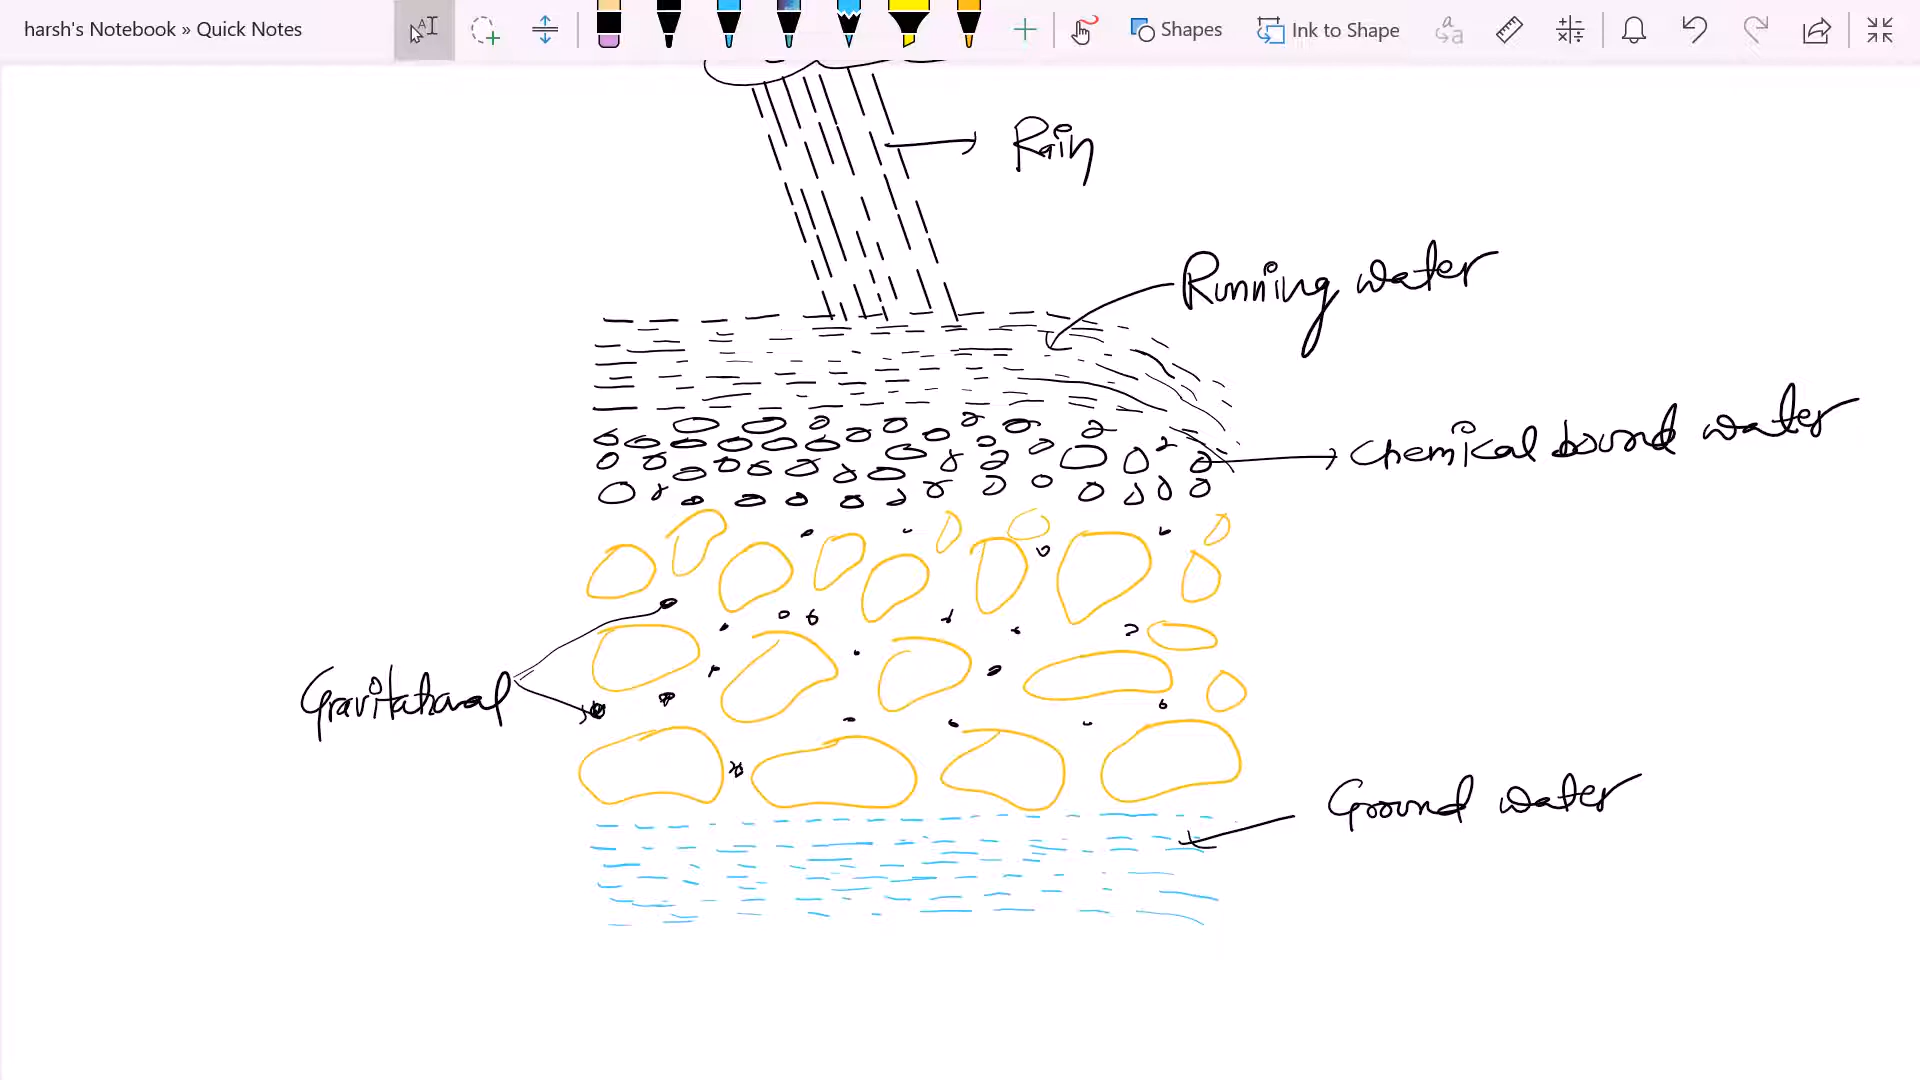 harsh's Notebook » Quick Notes
Shapes
Ink to Shape
Rain
Running water
Chemical bound water
Gravitational
Ground water